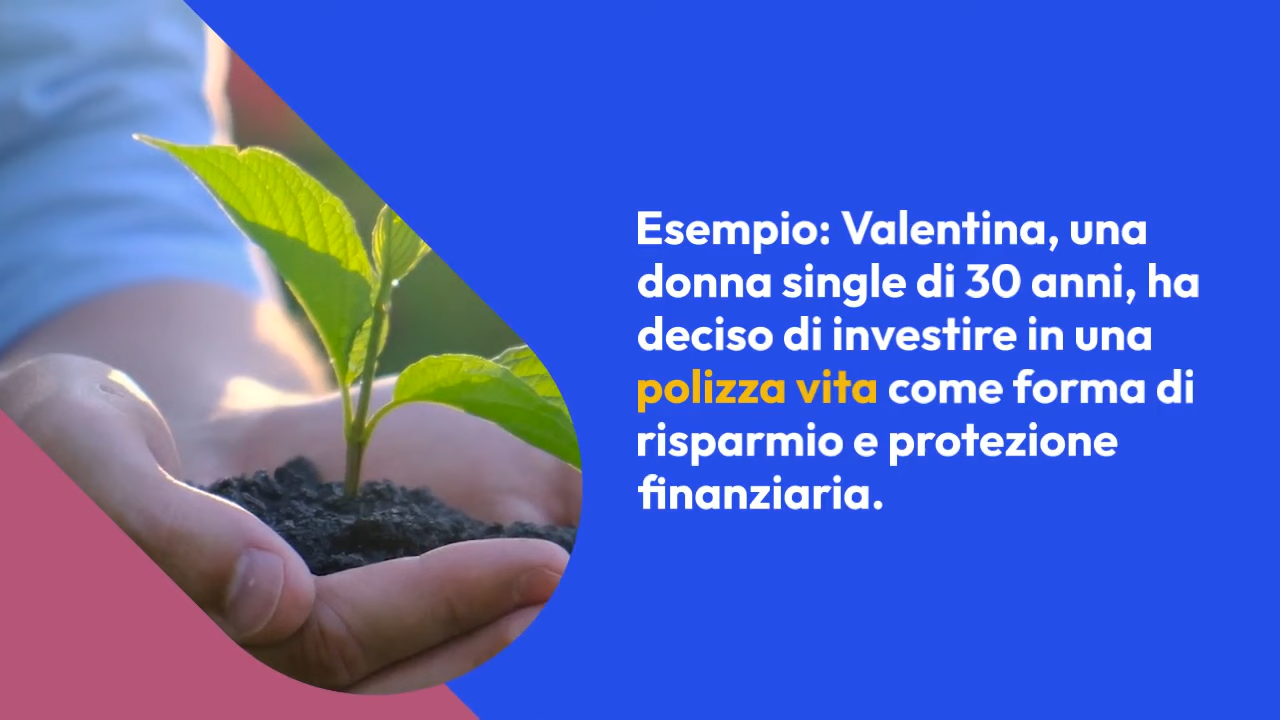 Esempio: Valentina, una
donna single di 30 anni, ha
deciso di investire in una
polizza vita come forma di
risparmio e protezione
finanziaria.